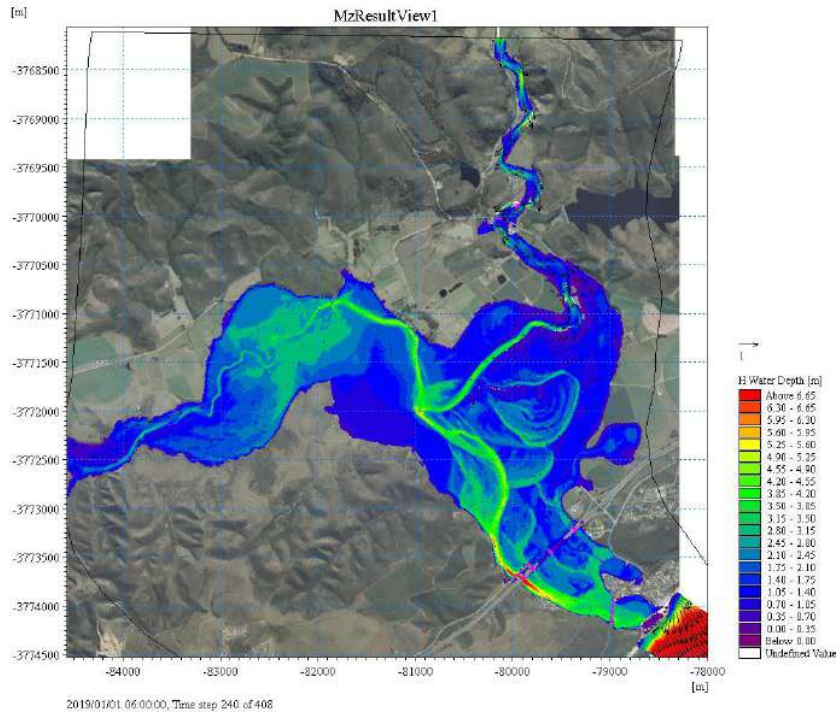 [m]
MzResultView1
-3768500
-3769000
-3769500
-3770000
-3770500
-3771000
-3771500
-3772000
-3772500
-3773000
-3773500
-3774000
-3774500
-84000 -83000 -82000 -81000 -80000 -79000 -78000
[m]
1
H Water Depth [m]
Above 6.65
6.30 - 6.65
5.95 - 6.30
5.60 - 5.95
5.25 - 5.60
4.90 - 5.25
4.55 - 4.90
4.20 - 4.55
3.85 - 4.20
3.50 - 3.85
3.15 - 3.50
2.80 - 3.15
2.45 - 2.80
2.10 - 2.45
1.75 - 2.10
1.40 - 1.75
1.05 - 1.40
0.70 - 1.05
0.35 - 0.70
0.00 - 0.35
Below 0.00
Undefined Value
2019/01/01 06:00:00, Time step 240 of 408